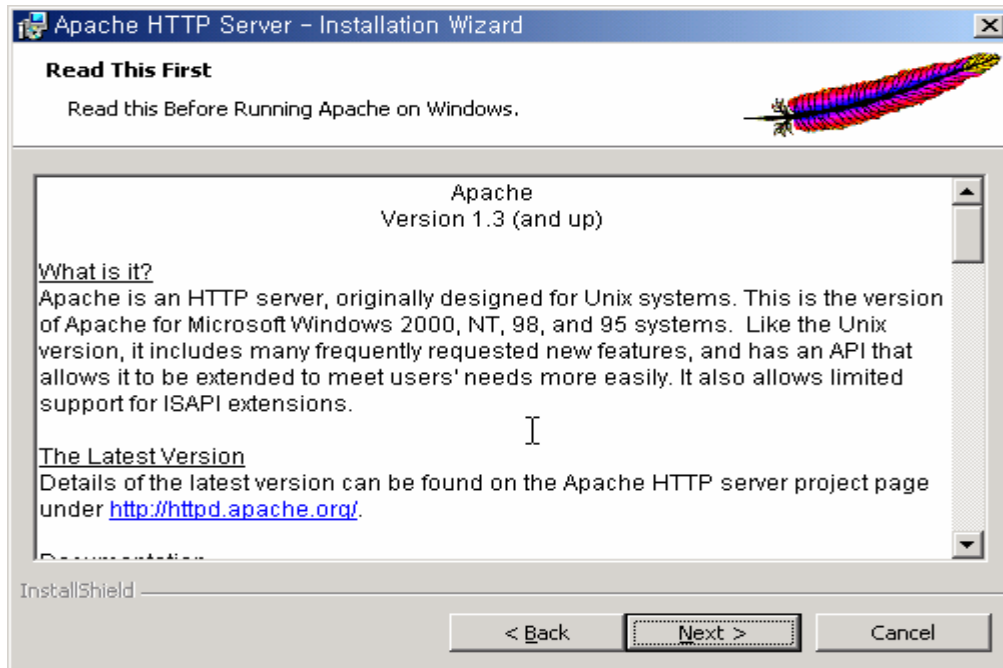 Apache HTTP Server – Installation Wizard
Read This First
Read this Before Running Apache on Windows.
Apache
Version 1.3 (and up)
What is it?
Apache is an HTTP server, originally designed for Unix systems. This is the version
of Apache for Microsoft Windows 2000, NT, 98, and 95 systems.  Like the Unix
version, it includes many frequently requested new features, and has an API that
allows it to be extended to meet users' needs more easily. It also allows limited
support for ISAPI extensions.
The Latest Version
Details of the latest version can be found on the Apache HTTP server project page
under http://httpd.apache.org/.
Documentation
InstallShield
< Back
Next >
Cancel